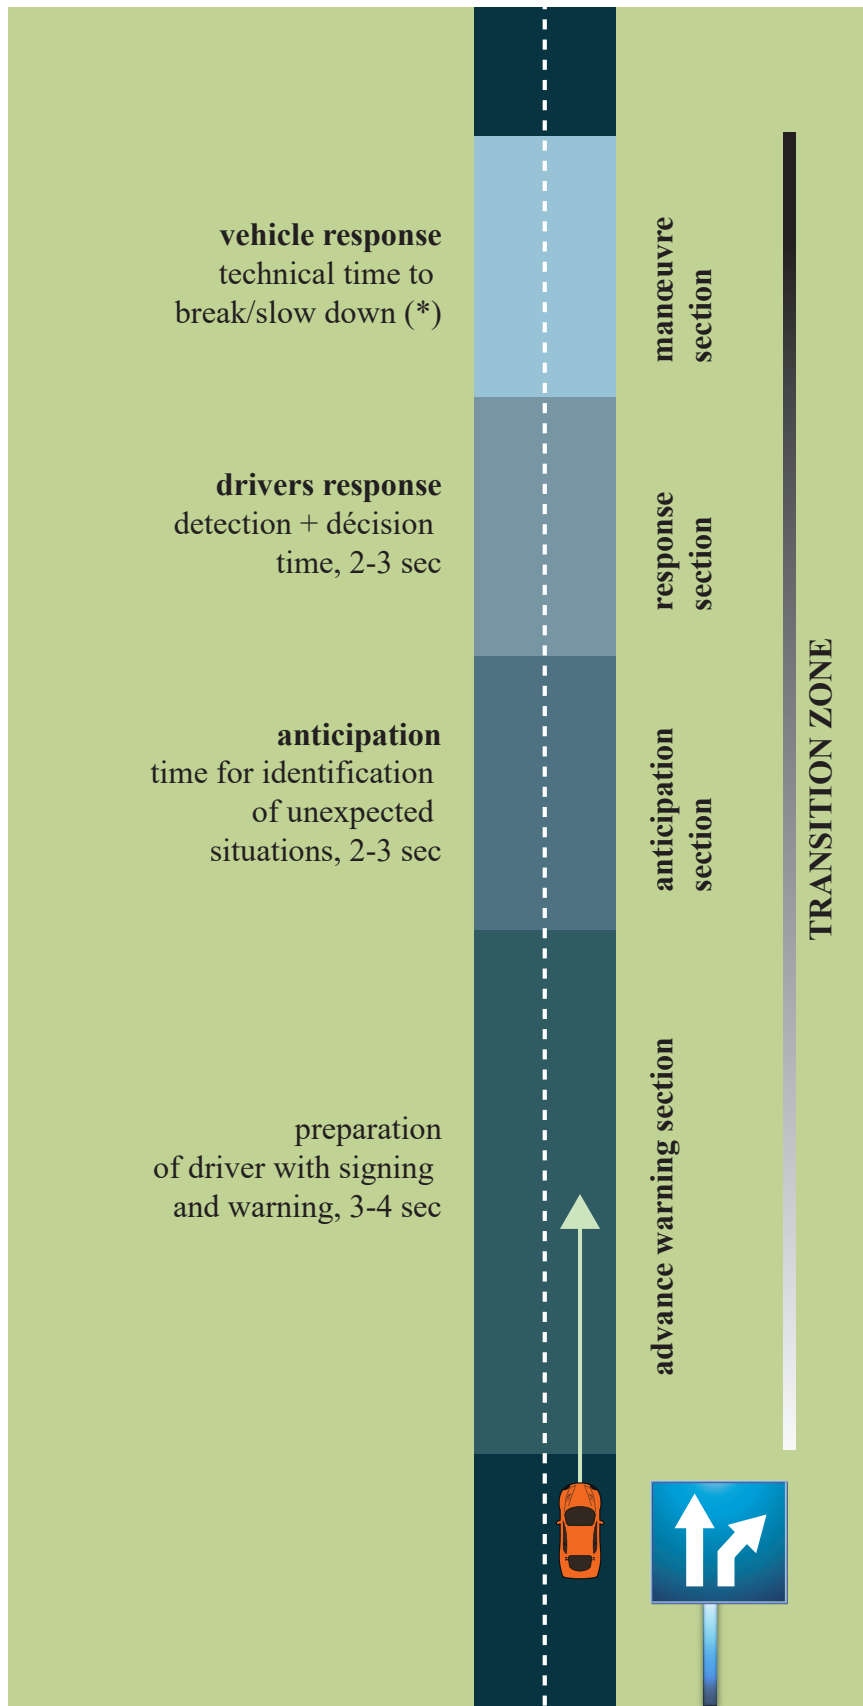 vehicle response
technical time to
break/slow down (*)
manœuvre
section
drivers response
detection + décision
time, 2-3 sec
response
section
anticipation
time for identification
of unexpected
situations, 2-3 sec
anticipation
section
TRANSITION ZONE
preparation
of driver with signing
and warning, 3-4 sec
advance warning section